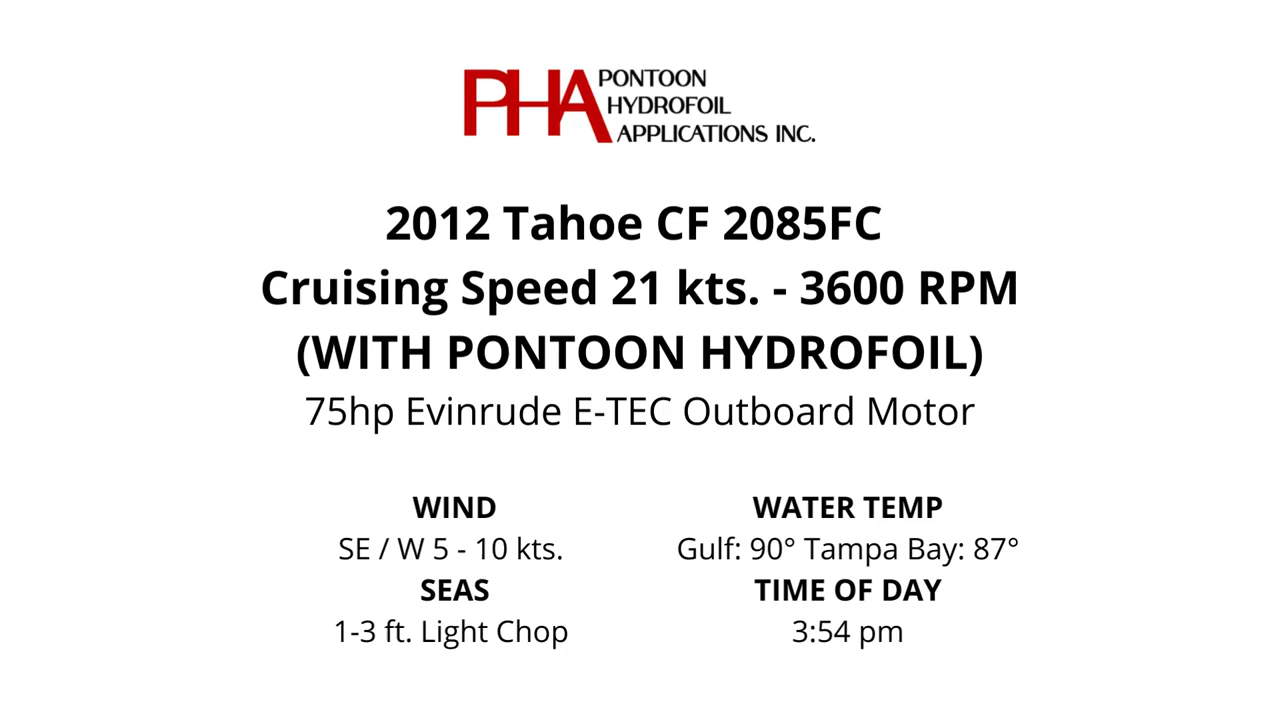 PHA PONTOON
HYDROFOIL
APPLICATIONS INC.
2012 Tahoe CF 2085FC
Cruising Speed 21 kts. - 3600 RPM
(WITH PONTOON HYDROFOIL)
75hp Evinrude E-TEC Outboard Motor
WIND
SE / W 5 - 10 kts.
SEAS
1-3 ft. Light Chop
WATER TEMP
Gulf: 90° Tampa Bay: 87°
TIME OF DAY
3:54 pm